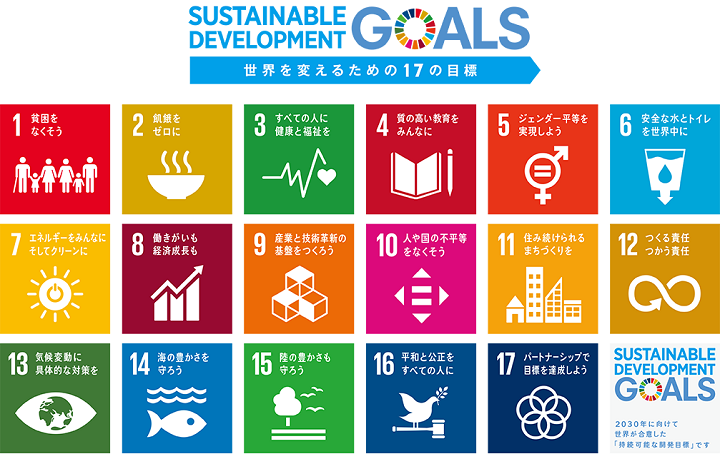 SUSTAINABLE
DEVELOPMENT
GOALS
世界を変えるための17の目標
1 貧困を
なくそう
2 飢餓を
ゼロに
3 すべての人に
健康と福祉を
4 質の高い教育を
みんなに
5 ジェンダー平等を
実現しよう
6 安全な水とトイレ
を世界中に
7 エネルギーをみんなに
そしてクリーンに
8 働きがいも
経済成長も
9 産業と技術革新の
基盤をつくろう
10 人や国の不平等
をなくそう
11 住み続けられる
まちづくりを
12 つくる責任
つかう責任
13 気候変動に
具体的な対策を
14 海の豊かさを
守ろう
15 陸の豊かさも
守ろう
16 平和と公正を
すべての人に
17 パートナーシップで
目標を達成しよう
SUSTAINABLE
DEVELOPMENT
GOALS
2030年に向けて
世界が合意した
「持続可能な開発目標」です